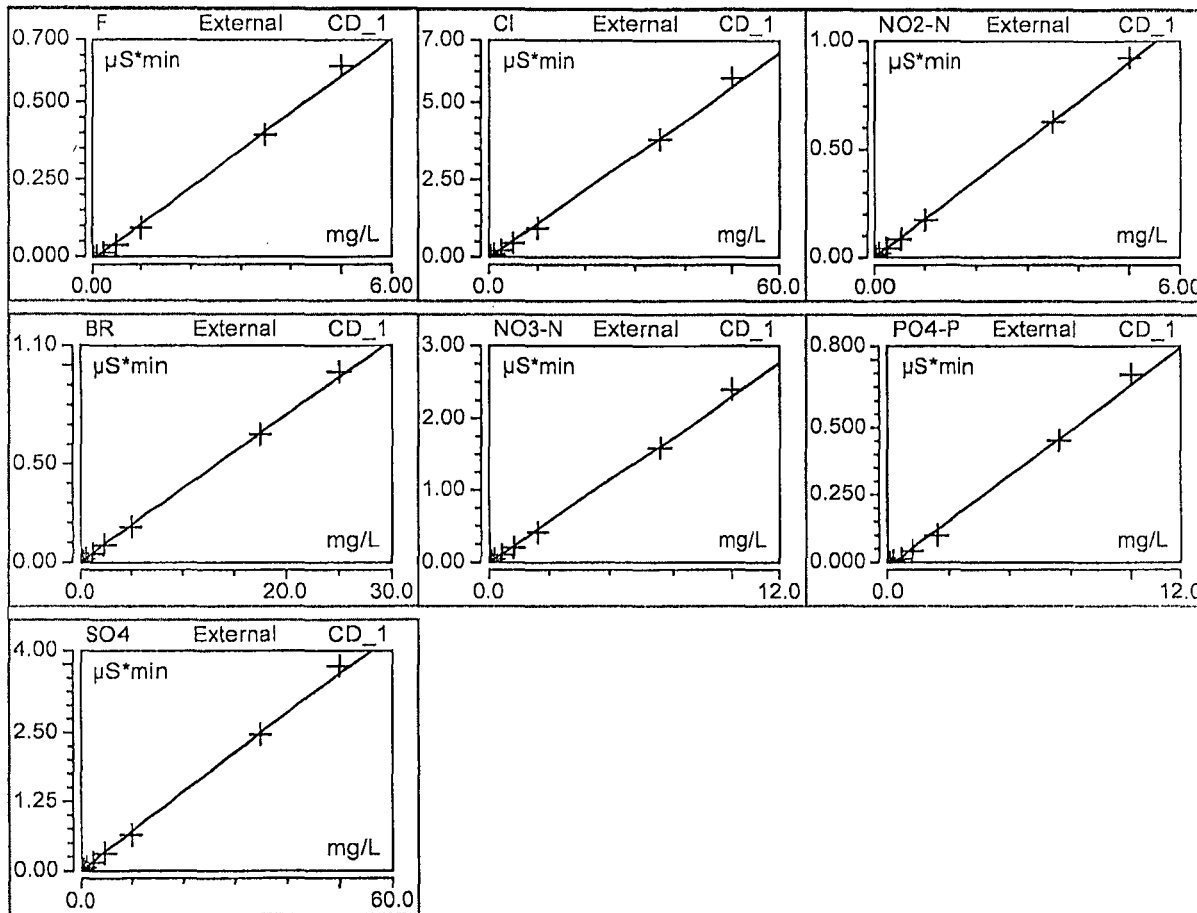 F External CD_1
0.700
µS*min
0.500
0.250
0.000
mg/L
0.00 6.00
Cl External CD_1
7.00
µS*min
5.00
2.50
0.00
mg/L
0.0 60.0
NO2-N External CD_1
1.00
µS*min
0.50
0.00
mg/L
0.00 6.00
BR External CD_1
1.10
µS*min
0.50
0.00
mg/L
0.0 20.0 30.0
NO3-N External CD_1
3.00
µS*min
2.00
1.00
0.00
mg/L
0.0 12.0
PO4-P External CD_1
0.800
µS*min
0.500
0.250
0.000
mg/L
0.0 12.0
SO4 External CD_1
4.00
µS*min
2.50
1.25
0.00
mg/L
0.0 60.0